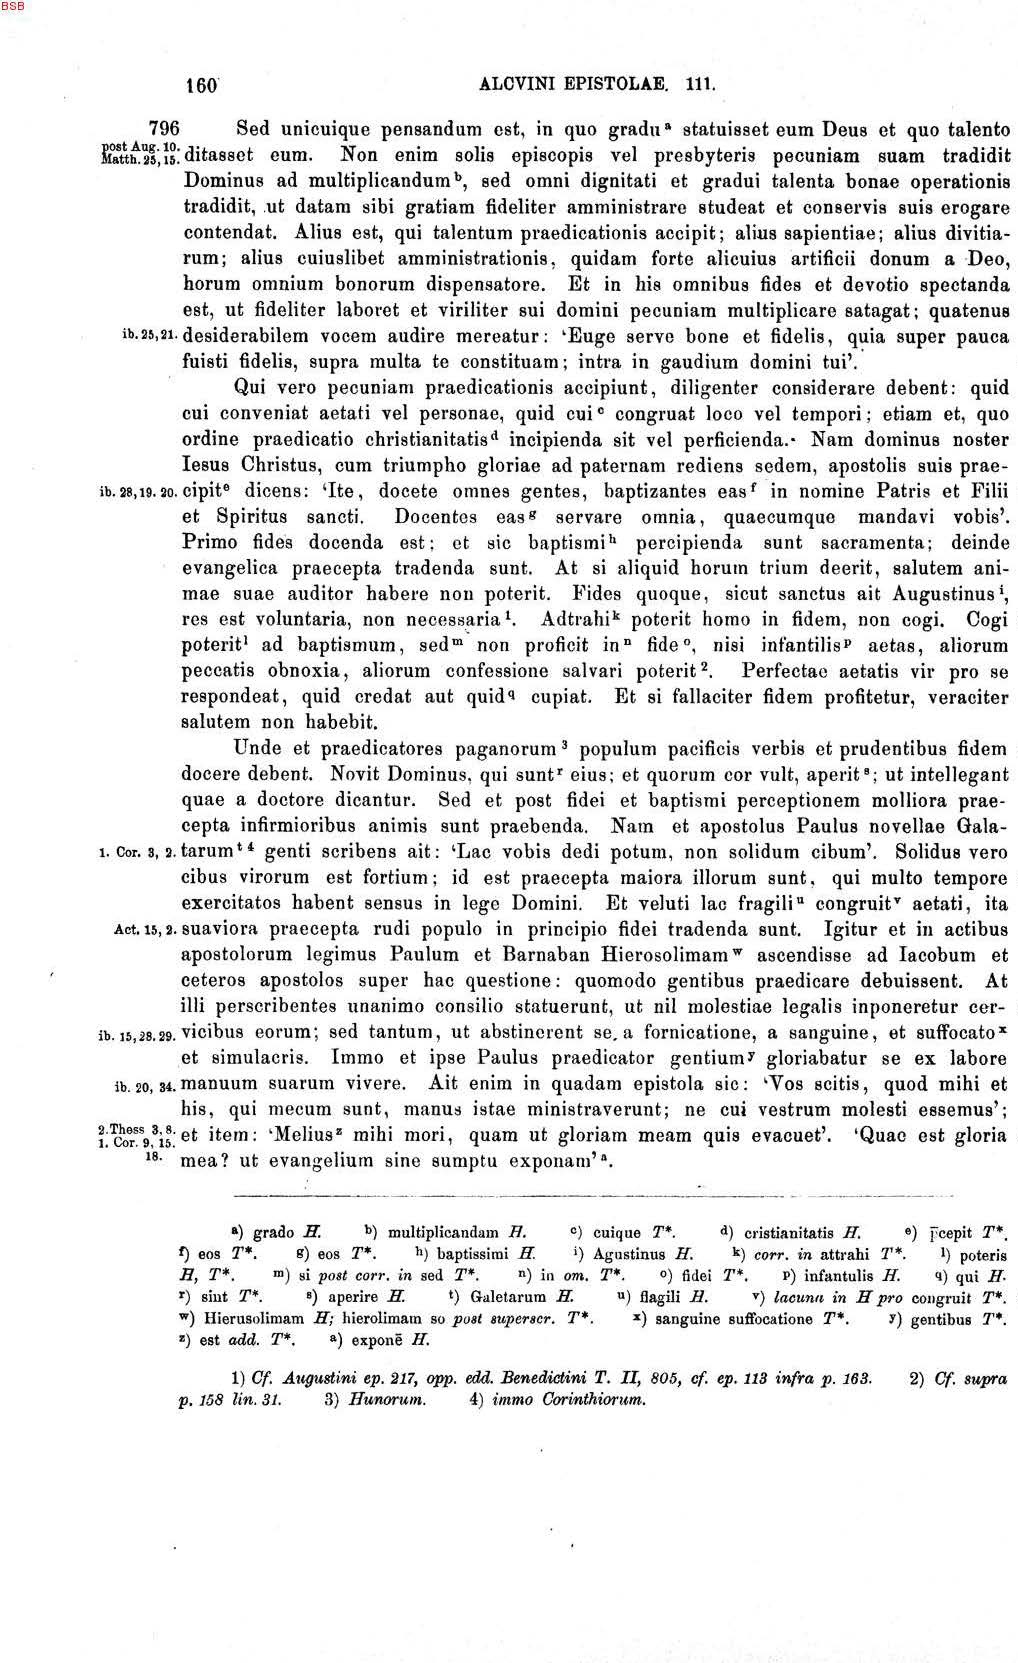 BSB
160 ALCVINI EPISTOLAE. 111.
796 Sed unicuique pensandum est, in quo gradu a statuisset eum Deus et quo talento
post Aug. 10.
Matth. 25, 15. ditasset eum. Non enim solis episcopis vel presbyteris pecuniam suam tradidit
Dominus ad multiplicandum b, sed omni dignitati et gradui talenta bonae operationis
tradidit, ut datam sibi gratiam fideliter amministrare studeat et conservis suis erogare
contendat. Alius est, qui talentum praedicationis accipit; alius sapientiae; alius divitia-
rum; alius cuiuslibet amministrationis, quidam forte alicuius artificii donum a Deo,
horum omnium bonorum dispensatore. Et in his omnibus fides et devotio spectanda
est, ut fideliter laboret et viriliter sui domini pecuniam multiplicare satagat; quatenus
ib. 25, 21. desiderabilem vocem audire mereatur: ‘Euge serve bone et fidelis, quia super pauca
fuisti fidelis, supra multa te constituam; intra in gaudium domini tui’.
Qui vero pecuniam praedicationis accipiunt, diligenter considerare debent: quid
cui conveniat aetati vel personae, quid cui c congruat loco vel tempori; etiam et, quo
ordine praedicatio christianitatis d incipienda sit vel perficienda. Nam dominus noster
Iesus Christus, cum triumpho gloriae ad paternam rediens sedem, apostolis suis prae-
ib. 28, 19. 20. cipit e dicens: ‘Ite, docete omnes gentes, baptizantes eas f in nomine Patris et Filii
et Spiritus sancti. Docentes eas g servare omnia, quaecumque mandavi vobis’.
Primo fides docenda est; et sic baptismi h percipienda sunt sacramenta; deinde
evangelica praecepta tradenda sunt. At si aliquid horum trium deerit, salutem ani-
mae suae auditor habere non poterit. Fides quoque, sicut sanctus ait Augustinus i,
res est voluntaria, non necessaria 1. Adtrahi k poterit homo in fidem, non cogi. Cogi
poterit l ad baptismum, sed m non proficit in n fide o, nisi infantilis p aetas, aliorum
peccatis obnoxia, aliorum confessione salvari poterit 2. Perfectae aetatis vir pro se
respondeat, quid credat aut quid q cupiat. Et si fallaciter fidem profitetur, veraciter
salutem non habebit.
Unde et praedicatores paganorum 3 populum pacificis verbis et prudentibus fidem
docere debent. Novit Dominus, qui sunt r eius; et quorum cor vult, aperit s; ut intellegant
quae a doctore dicantur. Sed et post fidei et baptismi perceptionem molliora prae-
cepta infirmioribus animis sunt praebenda. Nam et apostolus Paulus novellae Gala-
1. Cor. 3, 2. tarum t 4 genti scribens ait: ‘Lac vobis dedi potum, non solidum cibum’. Solidus vero
cibus virorum est fortium; id est praecepta maiora illorum sunt, qui multo tempore
exercitatos habent sensus in lege Domini. Et veluti lac fragili u congruit v aetati, ita
Act. 15, 2. suaviora praecepta rudi populo in principio fidei tradenda sunt. Igitur et in actibus
apostolorum legimus Paulum et Barnaban Hierosolimam w ascendisse ad Iacobum et
ceteros apostolos super hac questione: quomodo gentibus praedicare debuissent. At
illi perscribentes unanimo consilio statuerunt, ut nil molestiae legalis inponeretur cer-
ib. 15, 28. 29. vicibus eorum; sed tantum, ut abstinerent se a fornicatione, a sanguine, et suffocato x
et simulacris. Immo et ipse Paulus praedicator gentium y gloriabatur se ex labore
ib. 20, 34. manuum suarum vivere. Ait enim in quadam epistola sic: ‘Vos scitis, quod mihi et
his, qui mecum sunt, manus istae ministraverunt; ne cui vestrum molesti essemus’;
2. Thess 3, 8.
1. Cor. 9, 15. et item: ‘Melius z mihi mori, quam ut gloriam meam quis evacuet’. ‘Quae est gloria
18. mea? ut evangelium sine sumptu exponam’ a.
a) grado H. b) multiplicandam H. c) cuique T*. d) cristianitatis H. e) p̄cepit T*.
f) eos T*. g) eos T*. h) baptissimi H. i) Agustinus H. k) corr. in attrahi T*. l) poteris
H, T*. m) si post corr. in sed T*. n) in om. T*. o) fidei T*. p) infantulis H. q) qui H.
r) sint T*. s) aperire H. t) Galetarum H. u) flagili H. v) lacuna in H pro congruit T*.
w) Hierusolimam H; hierolimam so post superscr. T*. x) sanguine suffocatione T*. y) gentibus T*.
z) est add. T*. a) exponē H.
1) Cf. Augustini ep. 217, opp. edd. Benedictini T. II, 805, cf. ep. 113 infra p. 163. 2) Cf. supra
p. 158 lin. 31. 3) Hunorum. 4) immo Corinthiorum.